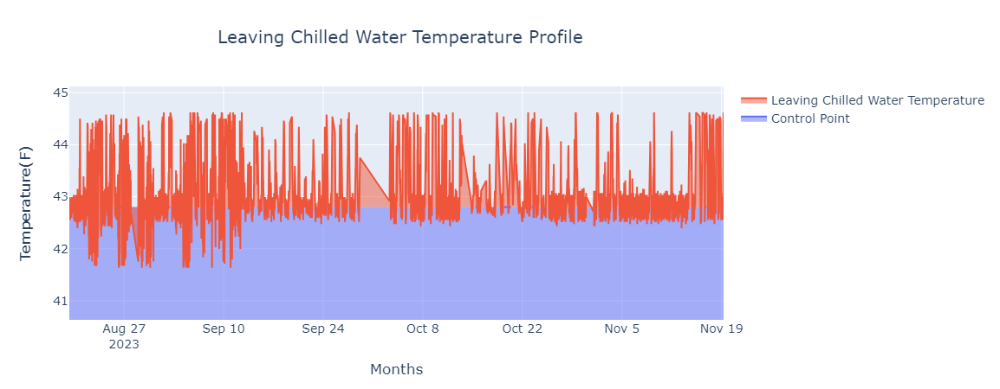 Leaving Chilled Water Temperature Profile
45
44
43
42
41
Temperature(F)
Aug 27
2023
Sep 10
Sep 24
Oct 8
Oct 22
Nov 5
Nov 19
Months
Leaving Chilled Water Temperature
Control Point